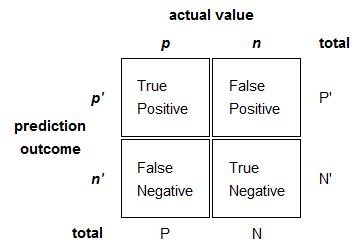 actual value
p n total
True Positive False Positive
p' P'
prediction outcome
False Negative True Negative
n' N'
total P N